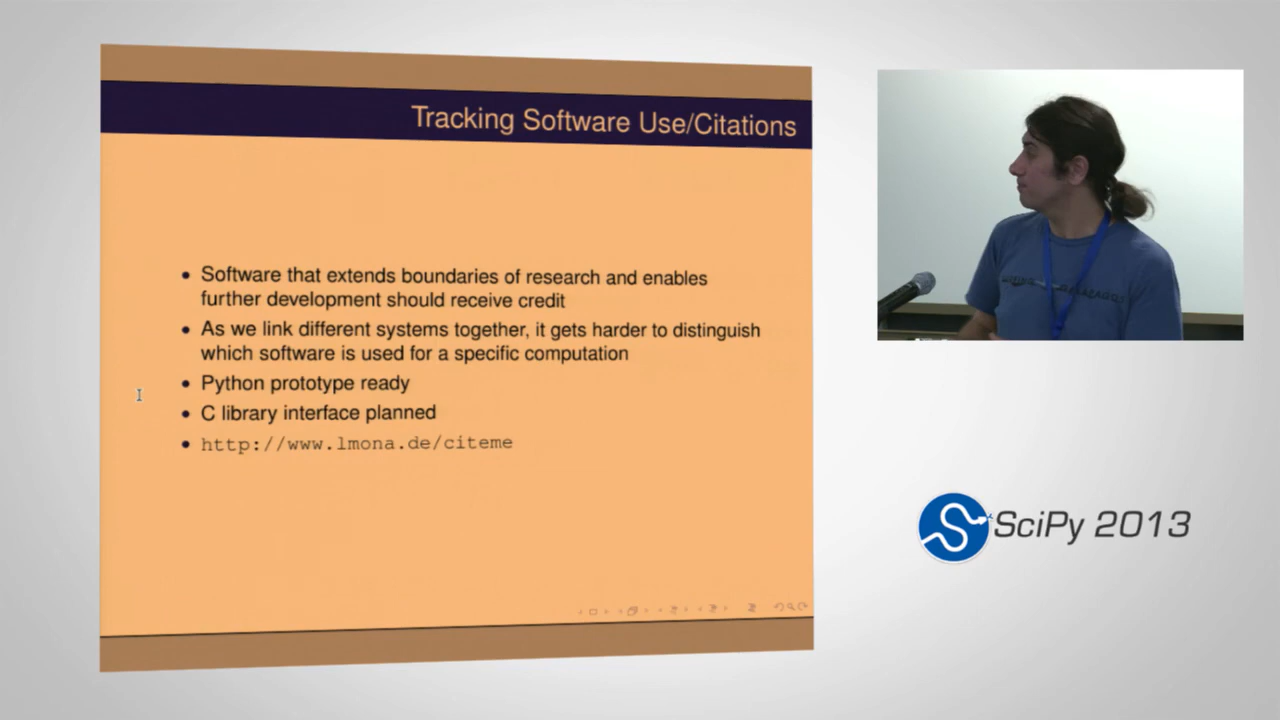 Tracking Software Use/Citations
Software that extends boundaries of research and enables
further development should receive credit
As we link different systems together, it gets harder to distinguish
which software is used for a specific computation
Python prototype ready
C library interface planned
http://www.lmona.de/citeme
SciPy 2013